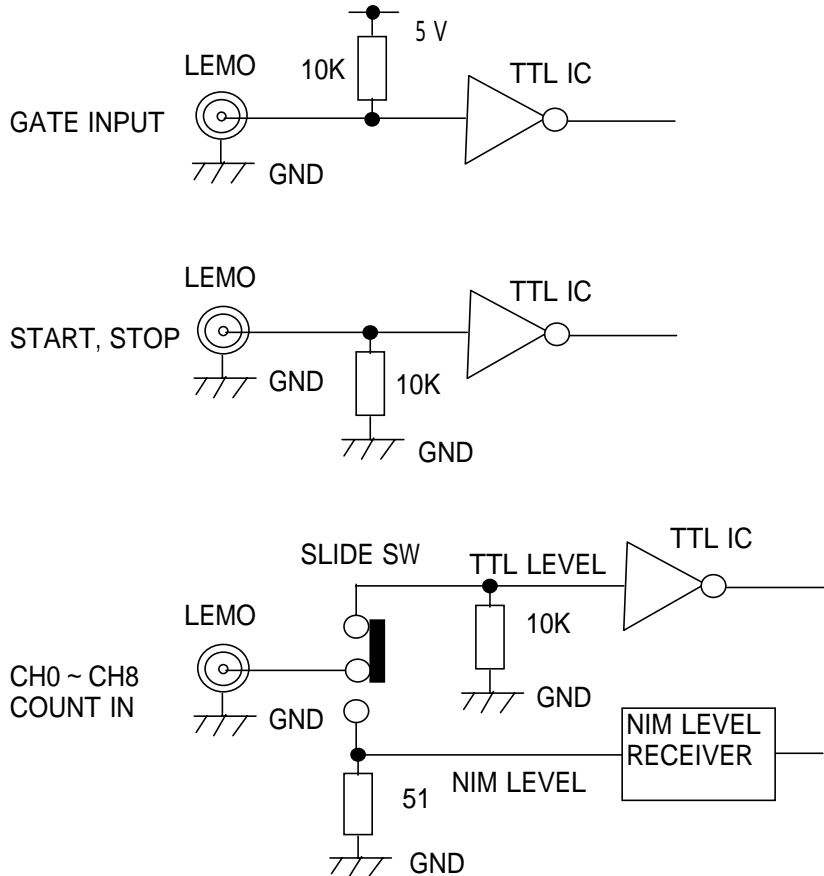 5 V
10K
LEMO
TTL IC
GATE INPUT
GND
LEMO
TTL IC
START, STOP
GND
10K
GND
SLIDE SW
TTL LEVEL
TTL IC
LEMO
10K
CH0 ~ CH8
COUNT IN
GND
GND
NIM LEVEL
RECEIVER
NIM LEVEL
51
GND